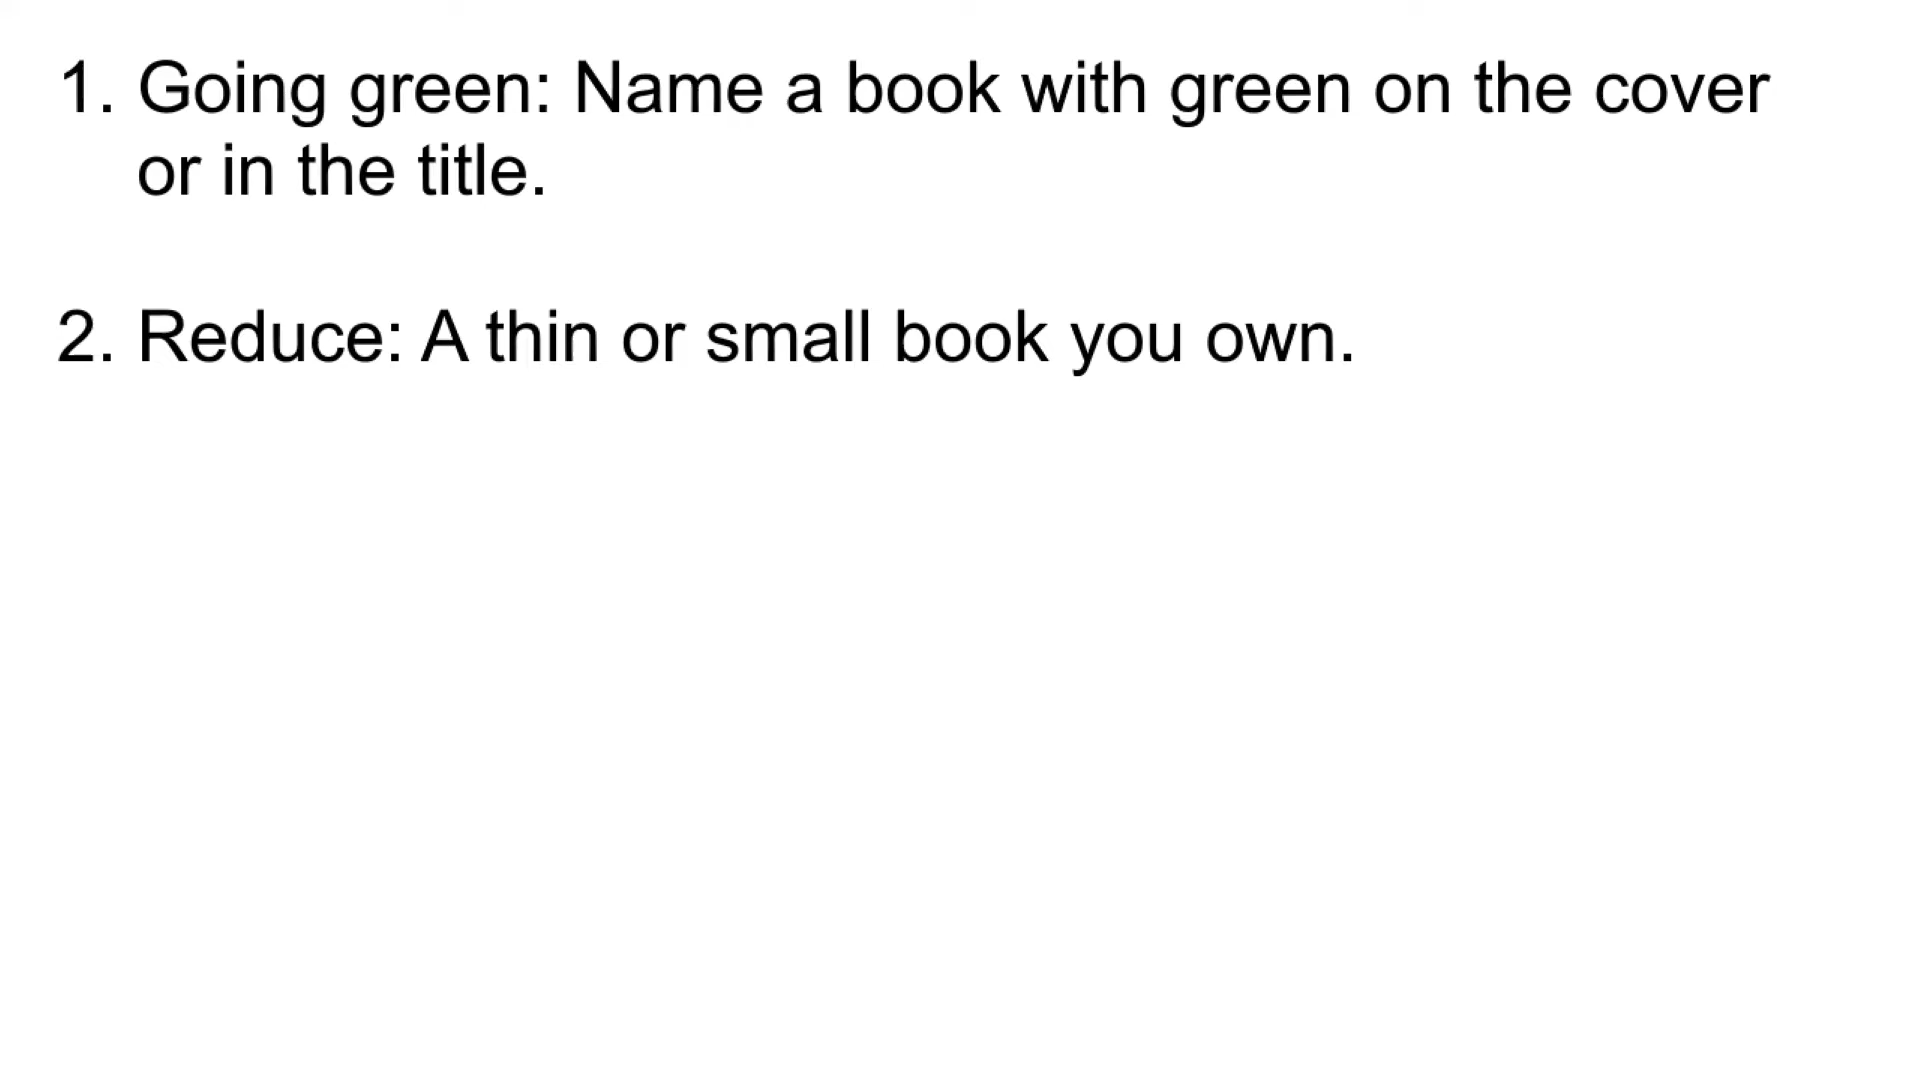 1. Going green: Name a book with green on the cover
or in the title.
2. Reduce: A thin or small book you own.